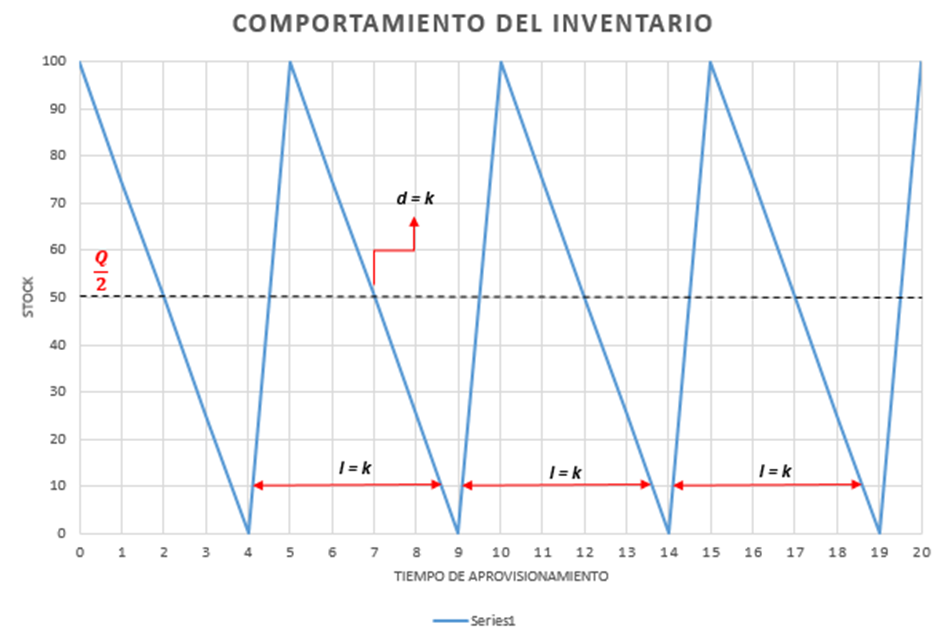 COMPORTAMIENTO DEL INVENTARIO
100
90
80
70
60
50
40
30
20
10
0
STOCK
Q
2
d = k
l = k
l = k
l = k
0 1 2 3 4 5 6 7 8 9 10 11 12 13 14 15 16 17 18 19 20
TIEMPO DE APROVISIONAMIENTO
Series1